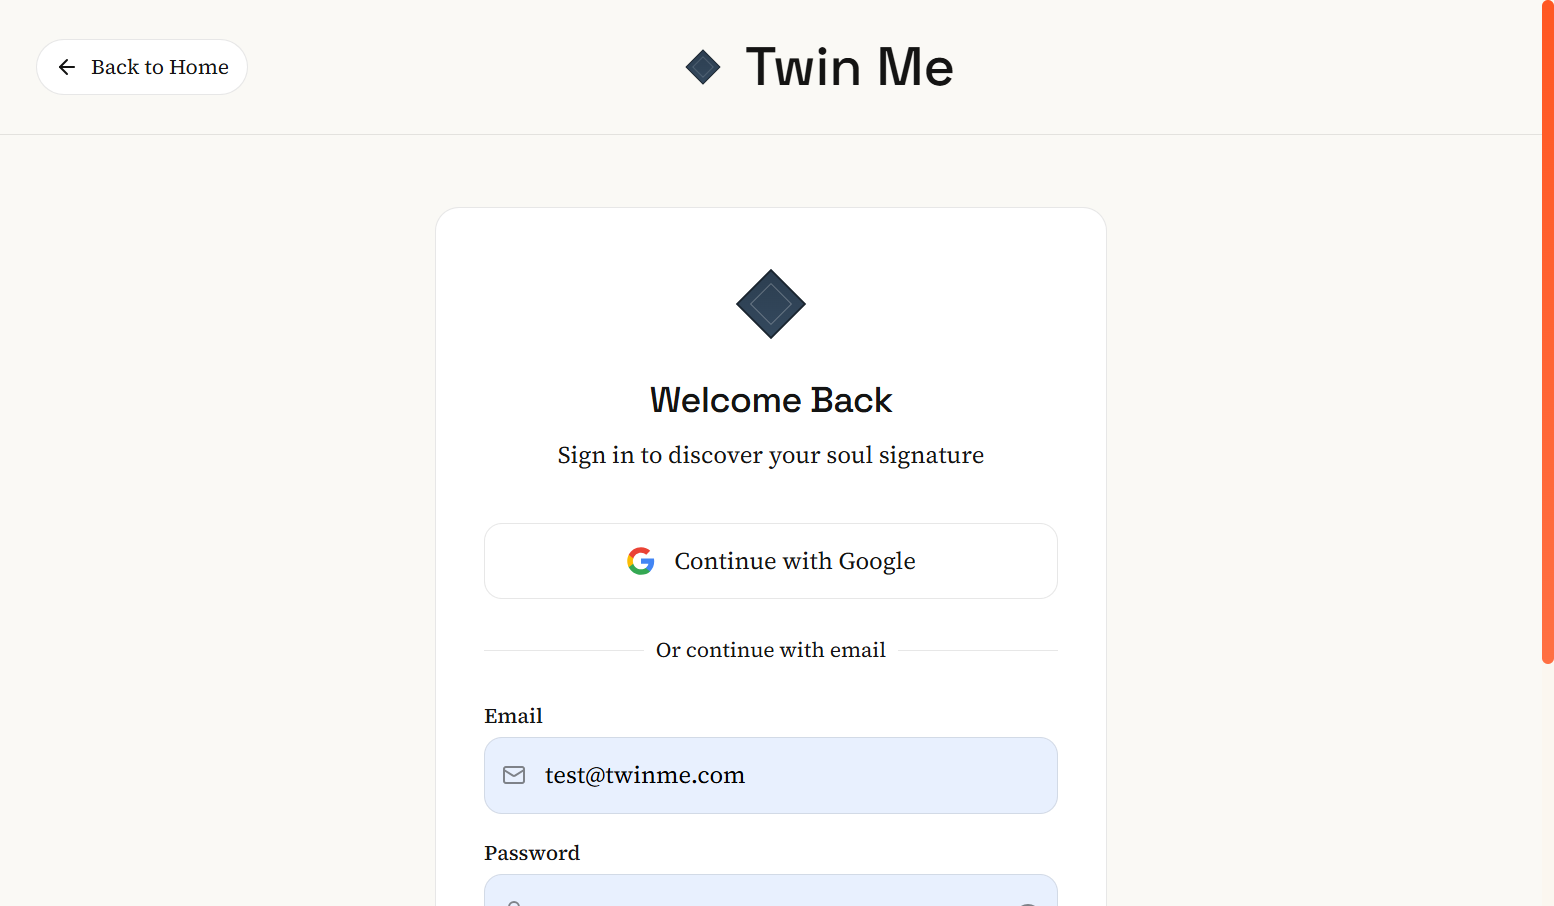 Back to Home
Twin Me
Welcome Back
Sign in to discover your soul signature
Continue with Google
Or continue with email
Email
test@twinme.com
Password